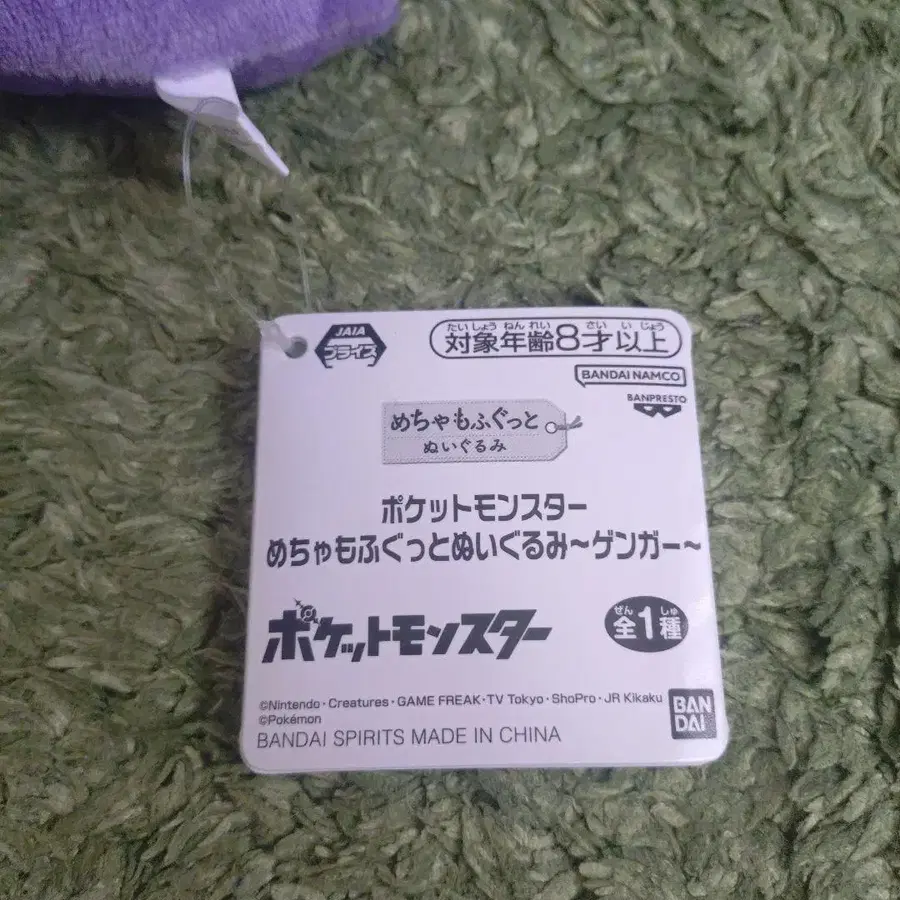 JAIA
プライズ
たいしょうねんれい さいいじょう
対象年齢8才以上
BANDAI NAMCO
BANPRESTO
めちゃもふぐっと
ぬいぐるみ
ポケットモンスター
めちゃもふぐっとぬいぐるみ〜ゲンガー〜
ポケットモンスター
ぜん しゅ
全1種
©Nintendo・Creatures・GAME FREAK・TV Tokyo・ShoPro・JR Kikaku
©Pokémon
BANDAI SPIRITS MADE IN CHINA
BAN
DAI